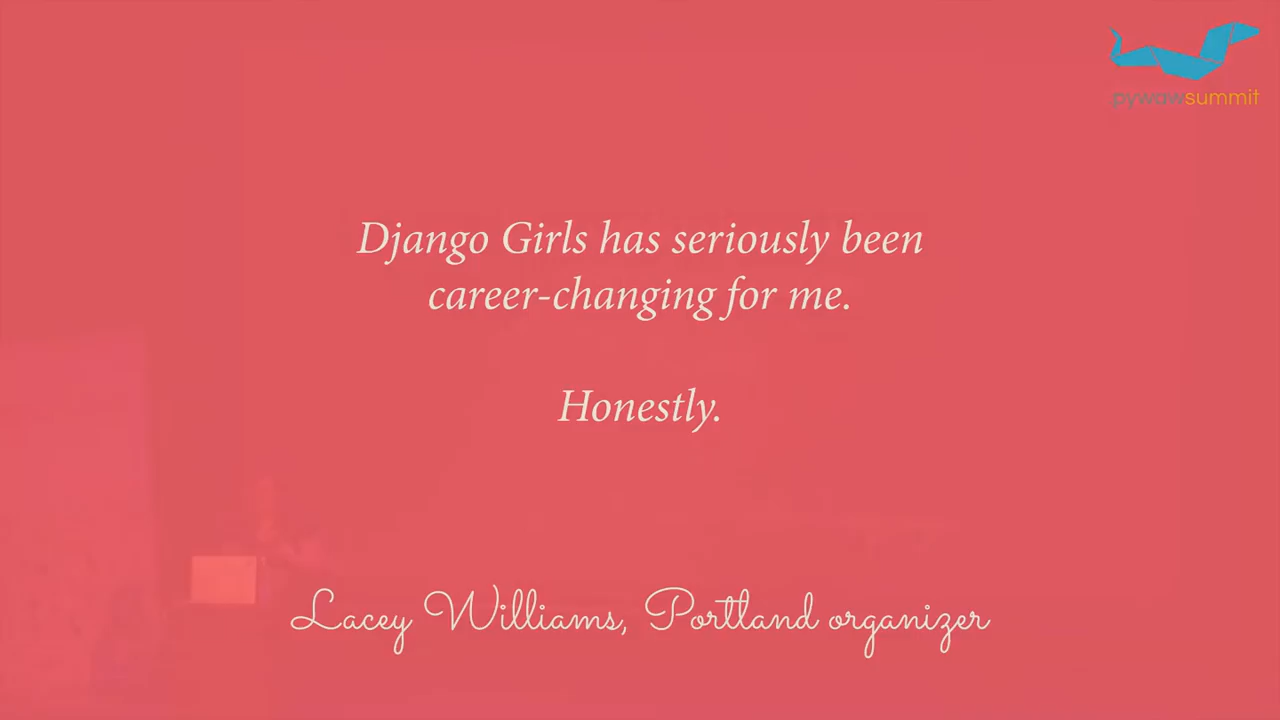 pywawsummit
Django Girls has seriously been
career-changing for me.
Honestly.
Lacey Williams, Portland organizer